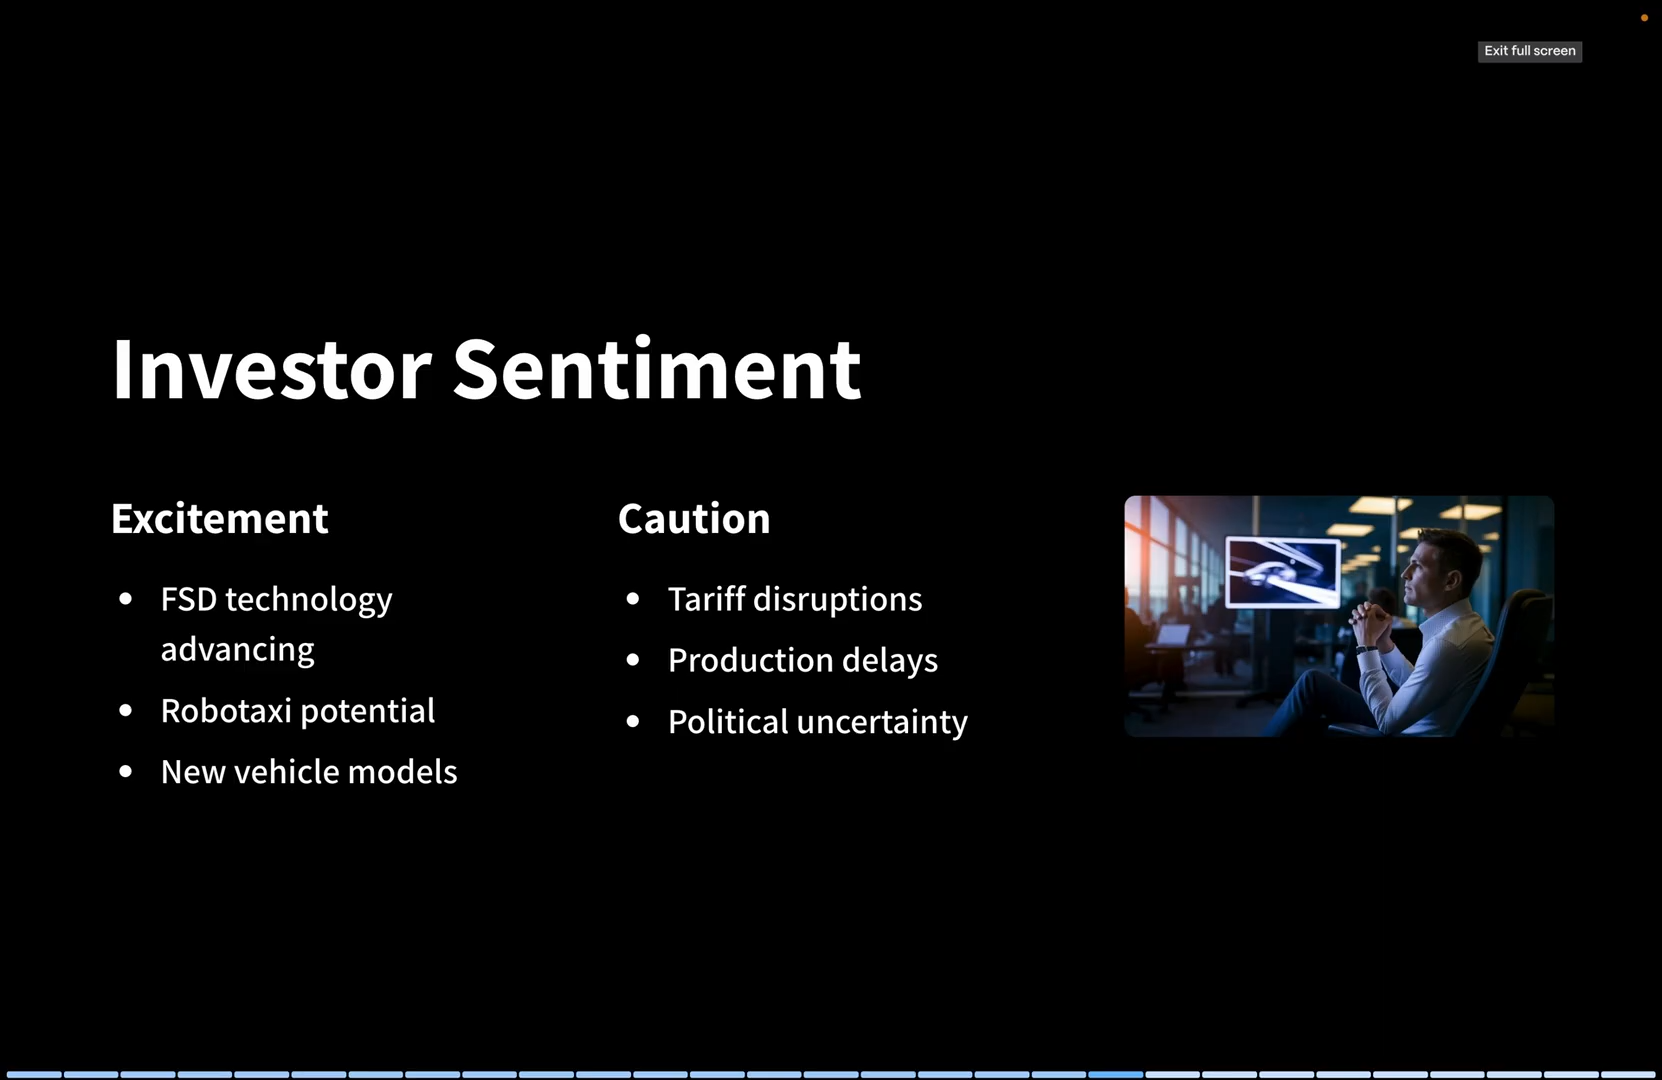 Exit full screen
Investor Sentiment
Excitement
• FSD technology
advancing
• Robotaxi potential
• New vehicle models
Caution
• Tariff disruptions
• Production delays
• Political uncertainty